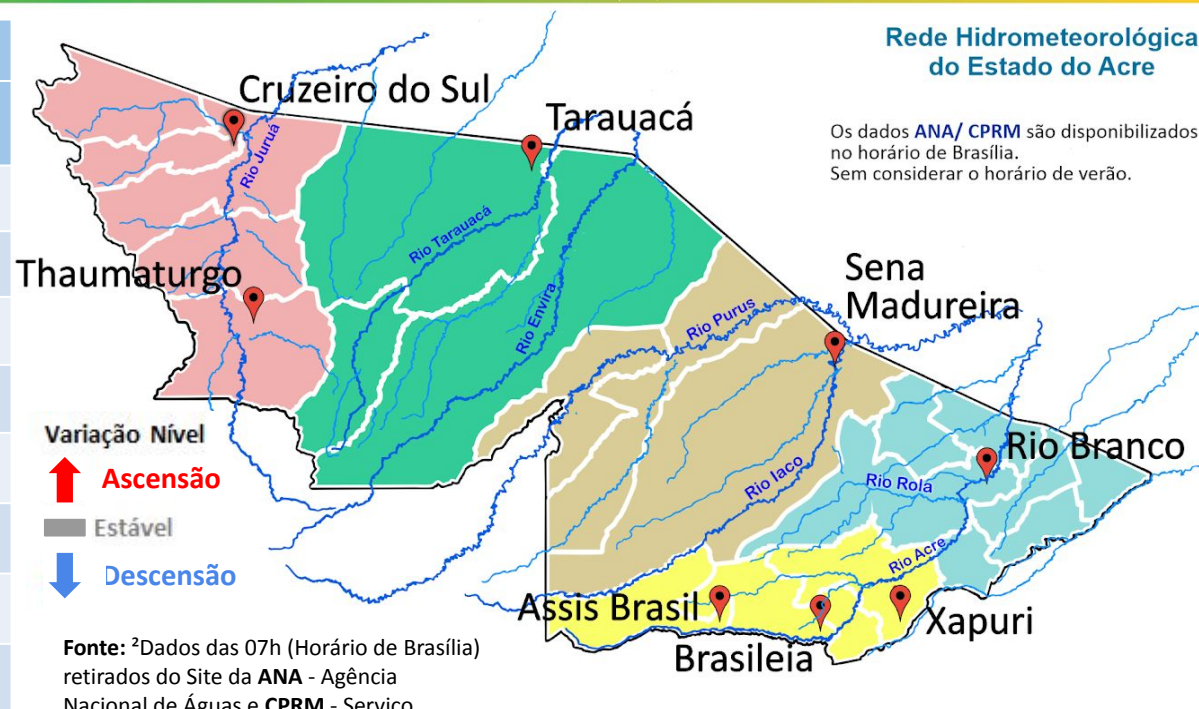 Rede Hidrometeorológica
do Estado do Acre
Os dados ANA/ CPRM são disponibilizados
no horário de Brasília.
Sem considerar o horário de verão.
Cruzeiro do Sul
Tarauacá
Rio Juruá
Rio Tarauacá
Thaumaturgo
Rio Envira
Sena
Madureira
Rio Purus
Variação Nível
Ascensão
Estável
Descensão
Rio Branco
Rio Iaco
Rio Rola
Rio Acre
Assis Brasil
Xapuri
Brasileia
Fonte: ²Dados das 07h (Horário de Brasília)
retirados do Site da ANA - Agência
Nacional de Águas e CPRM - Serviço